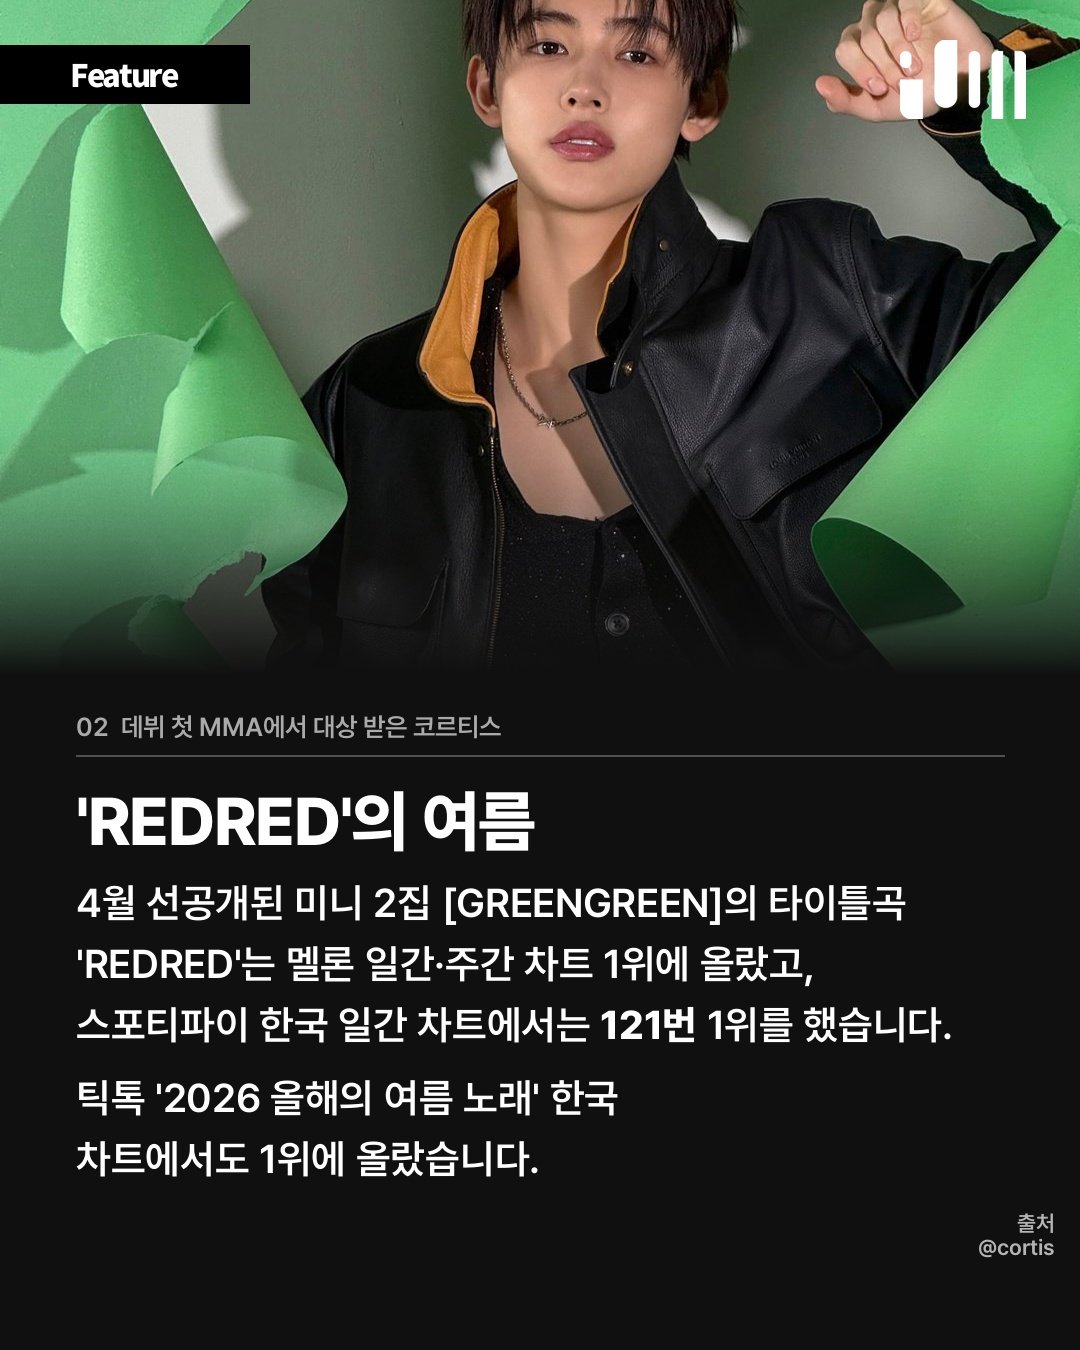 Feature
02 데뷔 첫 MMA에서 대상 받은 코르티스
'REDRED'의 여름
4월 선공개된 미니 2집 [GREENGREEN]의 타이틀곡
'REDRED'는 멜론 일간·주간 차트 1위에 올랐고,
스포티파이 한국 일간 차트에서는 121번 1위를 했습니다.
틱톡 '2026 올해의 여름 노래' 한국
차트에서도 1위에 올랐습니다.
출처
@cortis